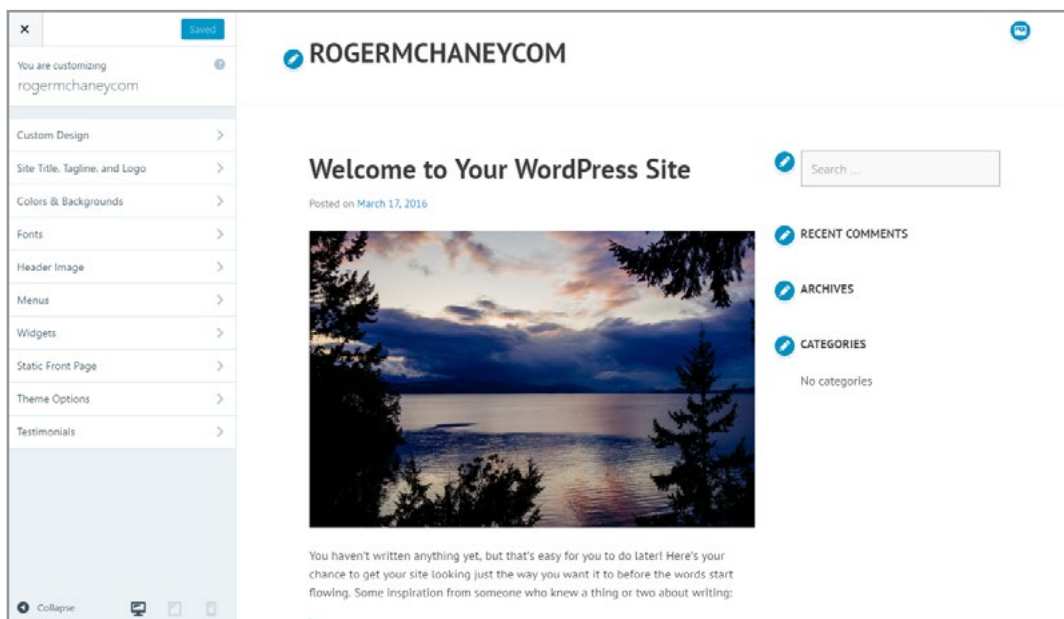 ×
Saved
You are customizing
rogermchaneycom
Custom Design
Site Title, Tagline, and Logo
Colors & Backgrounds
Fonts
Header Image
Menus
Widgets
Static Front Page
Theme Options
Testimonials
Collapse
ROGERMCHANEYCOM
Welcome to Your WordPress Site
Posted on March 17, 2016
You haven't written anything yet, but that's easy for you to do later! Here's your
chance to get your site looking just the way you want it to before the words start
flowing. Some inspiration from someone who knew a thing or two about writing:
Search ...
RECENT COMMENTS
ARCHIVES
CATEGORIES
No categories